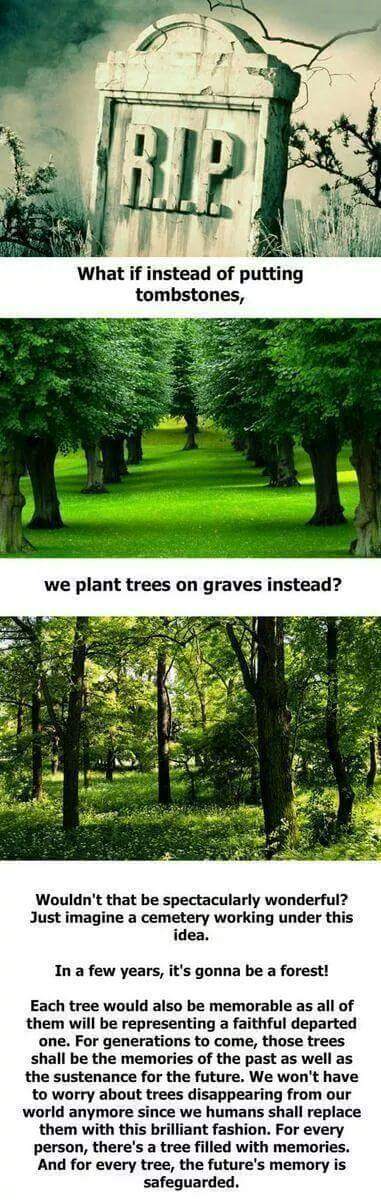 R.I.P.
What if instead of putting
tombstones,
we plant trees on graves instead?
Wouldn't that be spectacularly wonderful?
Just imagine a cemetery working under this
idea.
In a few years, it's gonna be a forest!
Each tree would also be memorable as all of
them will be representing a faithful departed
one. For generations to come, those trees
shall be the memories of the past as well as
the sustenance for the future. We won't have
to worry about trees disappearing from our
world anymore since we humans shall replace
them with this brilliant fashion. For every
person, there's a tree filled with memories.
And for every tree, the future's memory is
safeguarded.